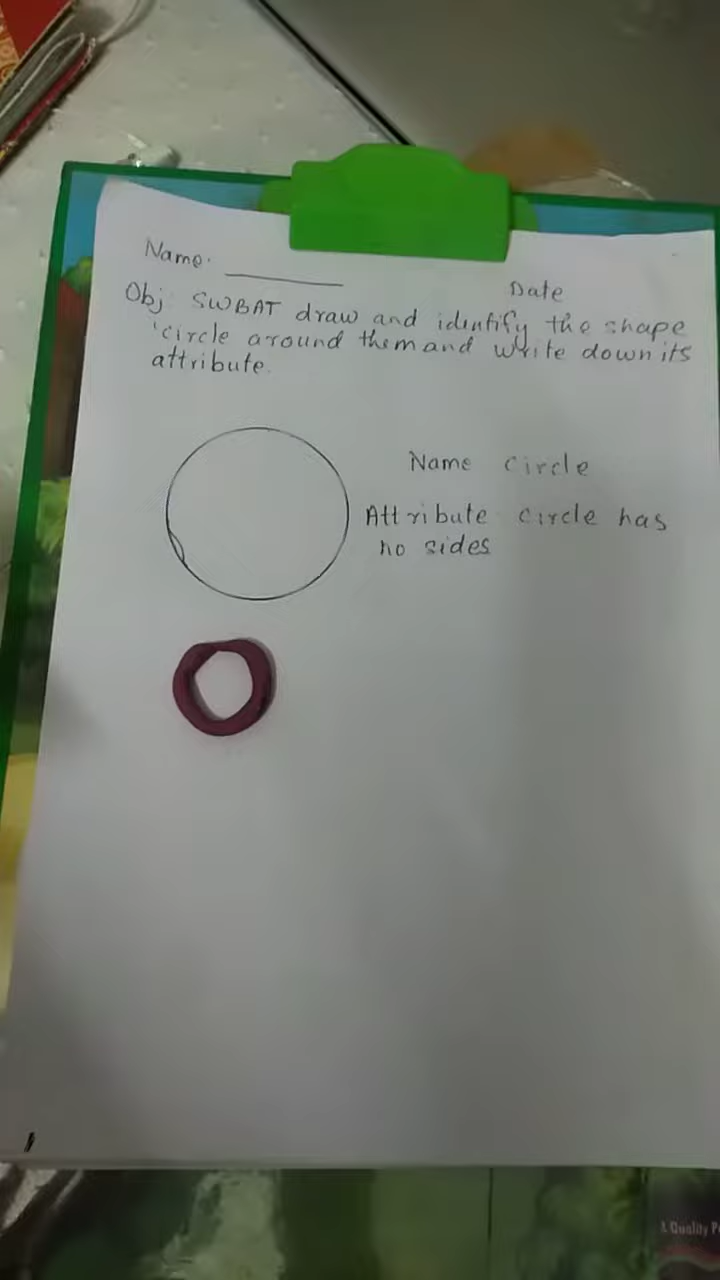 Name:
Date
Obj: SWBAT draw and identify the shape
'circle around them and write down its
attribute.
Name circle
Attribute circle has
no sides
A Quality